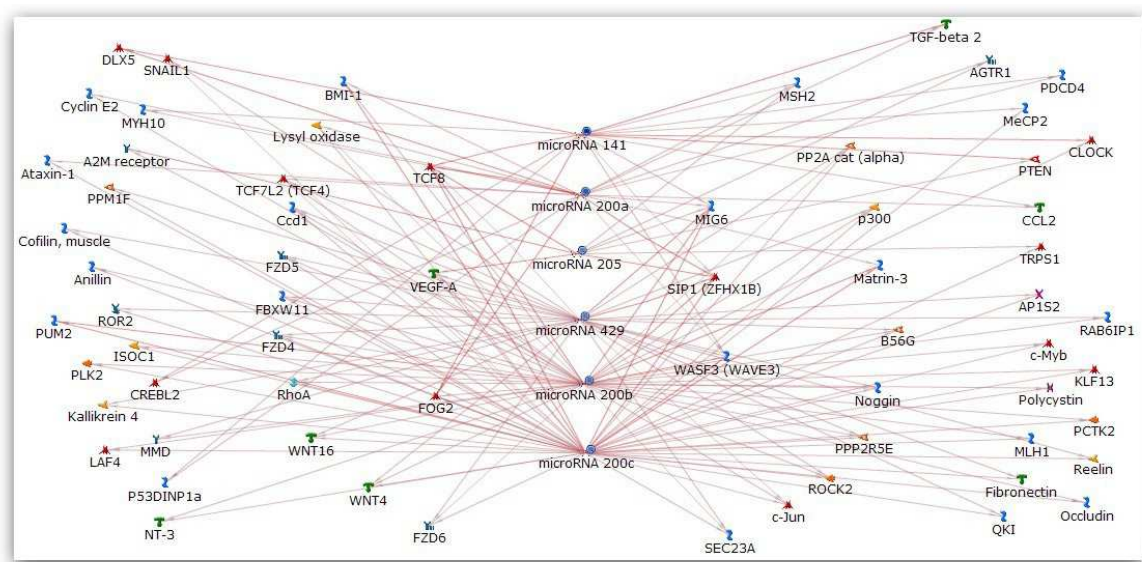 TGF-beta 2
DLX5
SNAIL1
AGTR1
PDCD4
BMI-1
MSH2
Cyclin E2
MYH10
MeCP2
Lysyl oxidase
microRNA 141
CLOCK
A2M receptor
PP2A cat (alpha)
PTEN
Ataxin-1
TCF8
TCF7L2 (TCF4)
PPM1F
microRNA 200a
MIG6
p300
CCL2
Ccd1
Cofilin, muscle
FZD5
microRNA 205
TRPS1
Matrin-3
Anillin
VEGF-A
SIP1 (ZFHX1B)
FBXW11
AP1S2
ROR2
microRNA 429
RAB6IP1
PUM2
FZD4
B56G
ISOC1
c-Myb
WASF3 (WAVE3)
PLK2
CREBL2
RhoA
microRNA 200b
KLF13
Noggin
Polycystin
Kallikrein 4
FOG2
PCTK2
LAF4
MMD
WNT16
microRNA 200c
PPP2R5E
MLH1
Reelin
P53DINP1a
WNT4
ROCK2
Fibronectin
Occludin
c-Jun
QKI
NT-3
FZD6
SEC23A